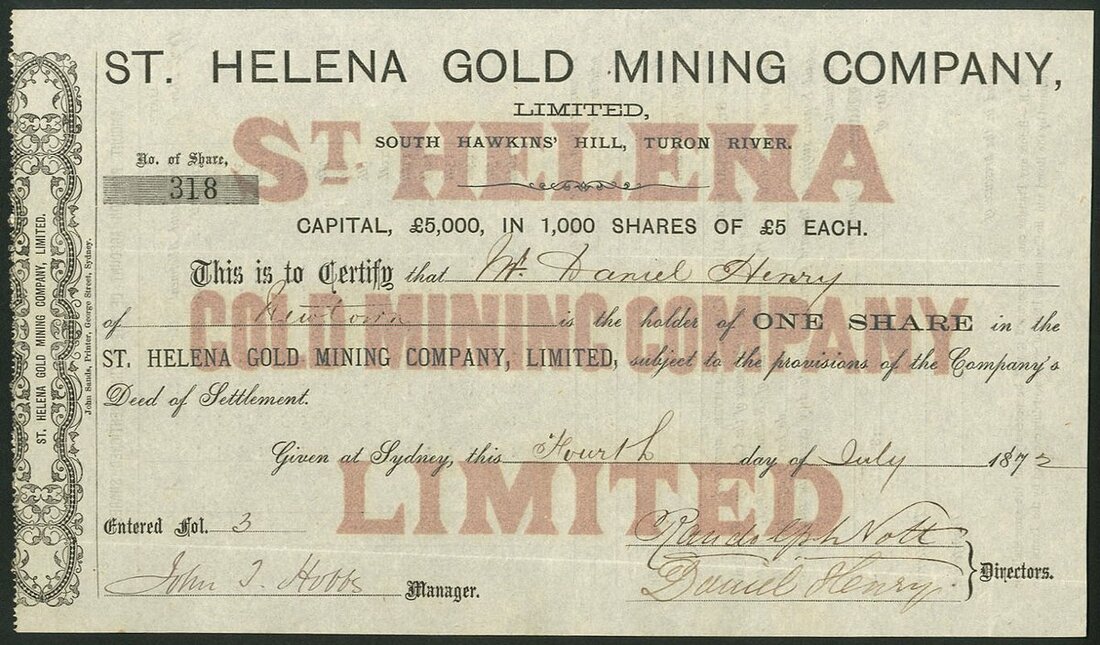 ST. HELENA GOLD MINING COMPANY,
LIMITED,
SOUTH HAWKINS' HILL, TURON RIVER.
No. of Share,
318
ST. HELENA
CAPITAL, £5,000, IN 1,000 SHARES OF £5 EACH.
This is to Certify that Mr. Daniel Henry
of Newtown is the holder of ONE SHARE in the
GOLD MINING COMPANY
ST. HELENA GOLD MINING COMPANY, LIMITED, subject to the provisions of the Company's
Deed of Settlement.
Given at Sydney, this Fourth day of July 1872
LIMITED
Entered Fol. 3
Randolph Nott
John T. Hobbs Manager.
Daniel Henry
Directors.
ST. HELENA GOLD MINING COMPANY, LIMITED.
John Sands, Printer, George Street, Sydney.